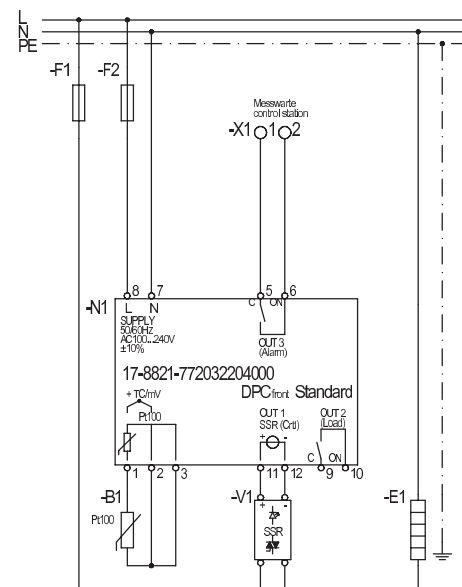 L
N
PE
-F1
-F2
Messwarte
control station
-X1 1 2
8 7 5 6
-N1
L N C ON
SUPPLY
50/60Hz
AC100...240V
±10%
OUT 3
(Alarm)
17-8821-772032204000
DPCfront Standard
+ TC/mV
Pt100
OUT 1
SSR (Crtl)
OUT 2
(Load)
+ -
C ON
1 2 3 11 12 9 10
-B1
-V1
-E1
Pt100
+ -
SSR